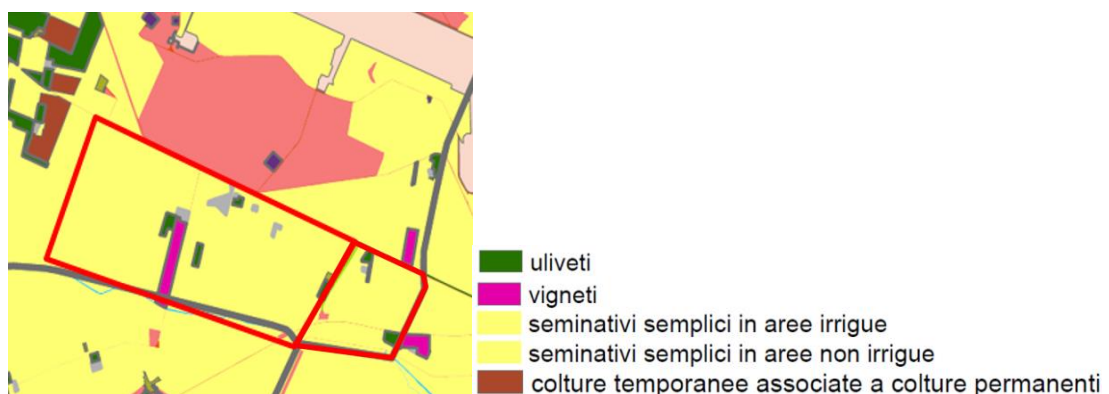 uliveti
vigneti
seminativi semplici in aree irrigue
seminativi semplici in aree non irrigue
colture temporanee associate a colture permanenti